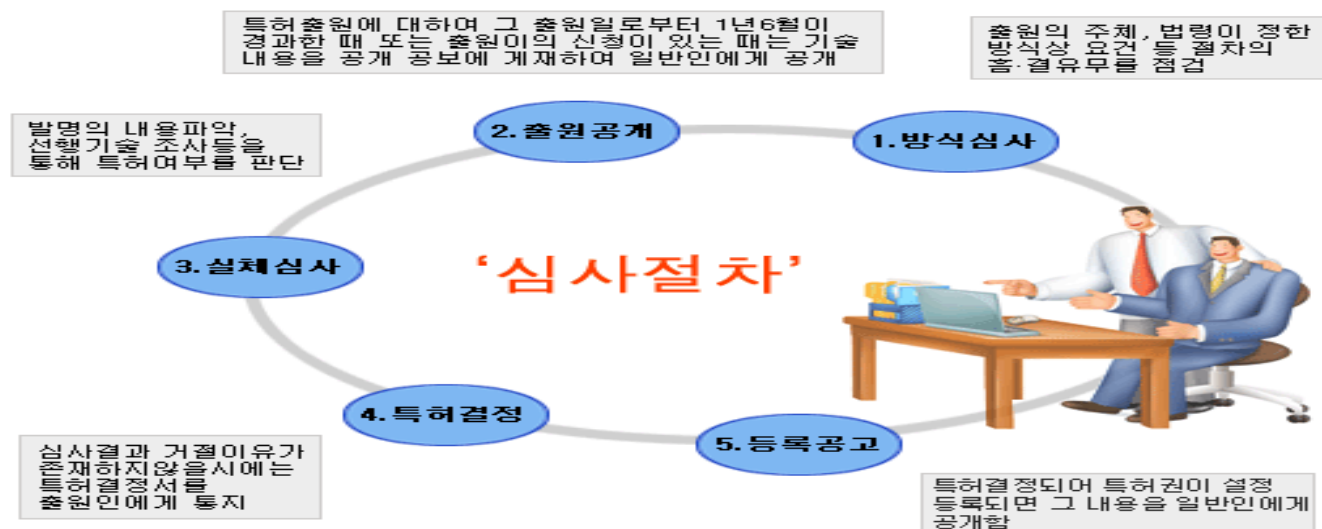 특허출원에 대하여 그 출원일로부터 1년6월이
경과한 때 또는 출원이의 신청이 있는 때는 기술
내용을 공개 공보에 게재하여 일반인에게 공개
출원의 주체, 법령이 정한
방식상 요건 등 절차의
흠·결유무를 점검
2.출원공개
1.방식심사
발명의 내용파악,
선행기술 조사등을
통해 특허여부를 판단
3.실체심사
‘심사절차’
4.특허결정
5.등록공고
심사결과 거절이유가
존재하지않을시에는
특허결정서를
출원인에게 통지
특허결정되어 특허권이 설정
등록되면 그 내용을 일반인에게
공개함